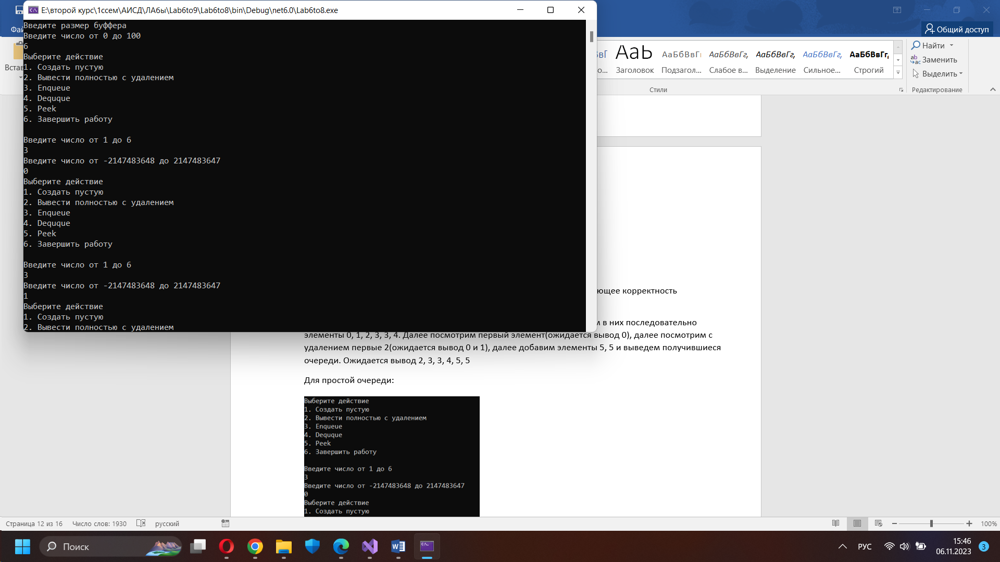 E:\второй курс\1ссем\АИСД\ЛАбы\Lab6to9\Lab6to8\bin\Debug\net6.0\Lab6to8.exe
Введите размер буффера
Введите число от 0 до 100
6
Выберите действие
1. Создать пустую
2. Вывести полностью с удалением
3. Enqueue
4. Dequque
5. Peek
6. Завершить работу
Введите число от 1 до 6
3
Введите число от -2147483648 до 2147483647
0
Выберите действие
1. Создать пустую
2. Вывести полностью с удалением
3. Enqueue
4. Dequque
5. Peek
6. Завершить работу
Введите число от 1 до 6
3
Введите число от -2147483648 до 2147483647
1
Выберите действие
1. Создать пустую
2. Вывести полностью с удалением
Общий доступ
АаЬ АаБбВвГг АаБбВвГг, АаБбВвГг, АаБбВвГг, АаБбВвГг,
Заголовок Подзагол... Слабое в... Выделение Сильное... Строгий
Стили
Найти
Заменить
Выделить
Редактирование
ющее корректность
в них последовательно
элементы 0, 1, 2, 3, 3, 4. Далее посмотрим первый элемент(ожидается вывод 0), далее посмотрим с
удалением первые 2(ожидается вывод 0 и 1), далее добавим элементы 5, 5 и выведем получившиеся
очереди. Ожидается вывод 2, 3, 3, 4, 5, 5
Для простой очереди:
Выберите действие
1. Создать пустую
2. Вывести полностью с удалением
3. Enqueue
4. Dequque
5. Peek
6. Завершить работу
Введите число от 1 до 6
3
Введите число от -2147483648 до 2147483647
0
Выберите действие
1. Создать пустую
Страница 12 из 16 Число слов: 1930 русский 100%
Поиск
РУС
15:46
06.11.2023
3